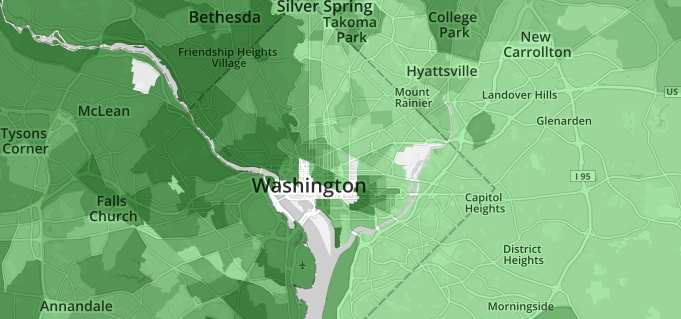 Silver Spring
Bethesda
Takoma
Park
College
Park
New
Carrollton
Friendship Heights
Village
Hyattsville
Mount
Rainier
Landover Hills
US
McLean
Glenarden
Tysons
Corner
I 95
Washington
Falls
Church
Capitol
Heights
District
Heights
Annandale
Morningside